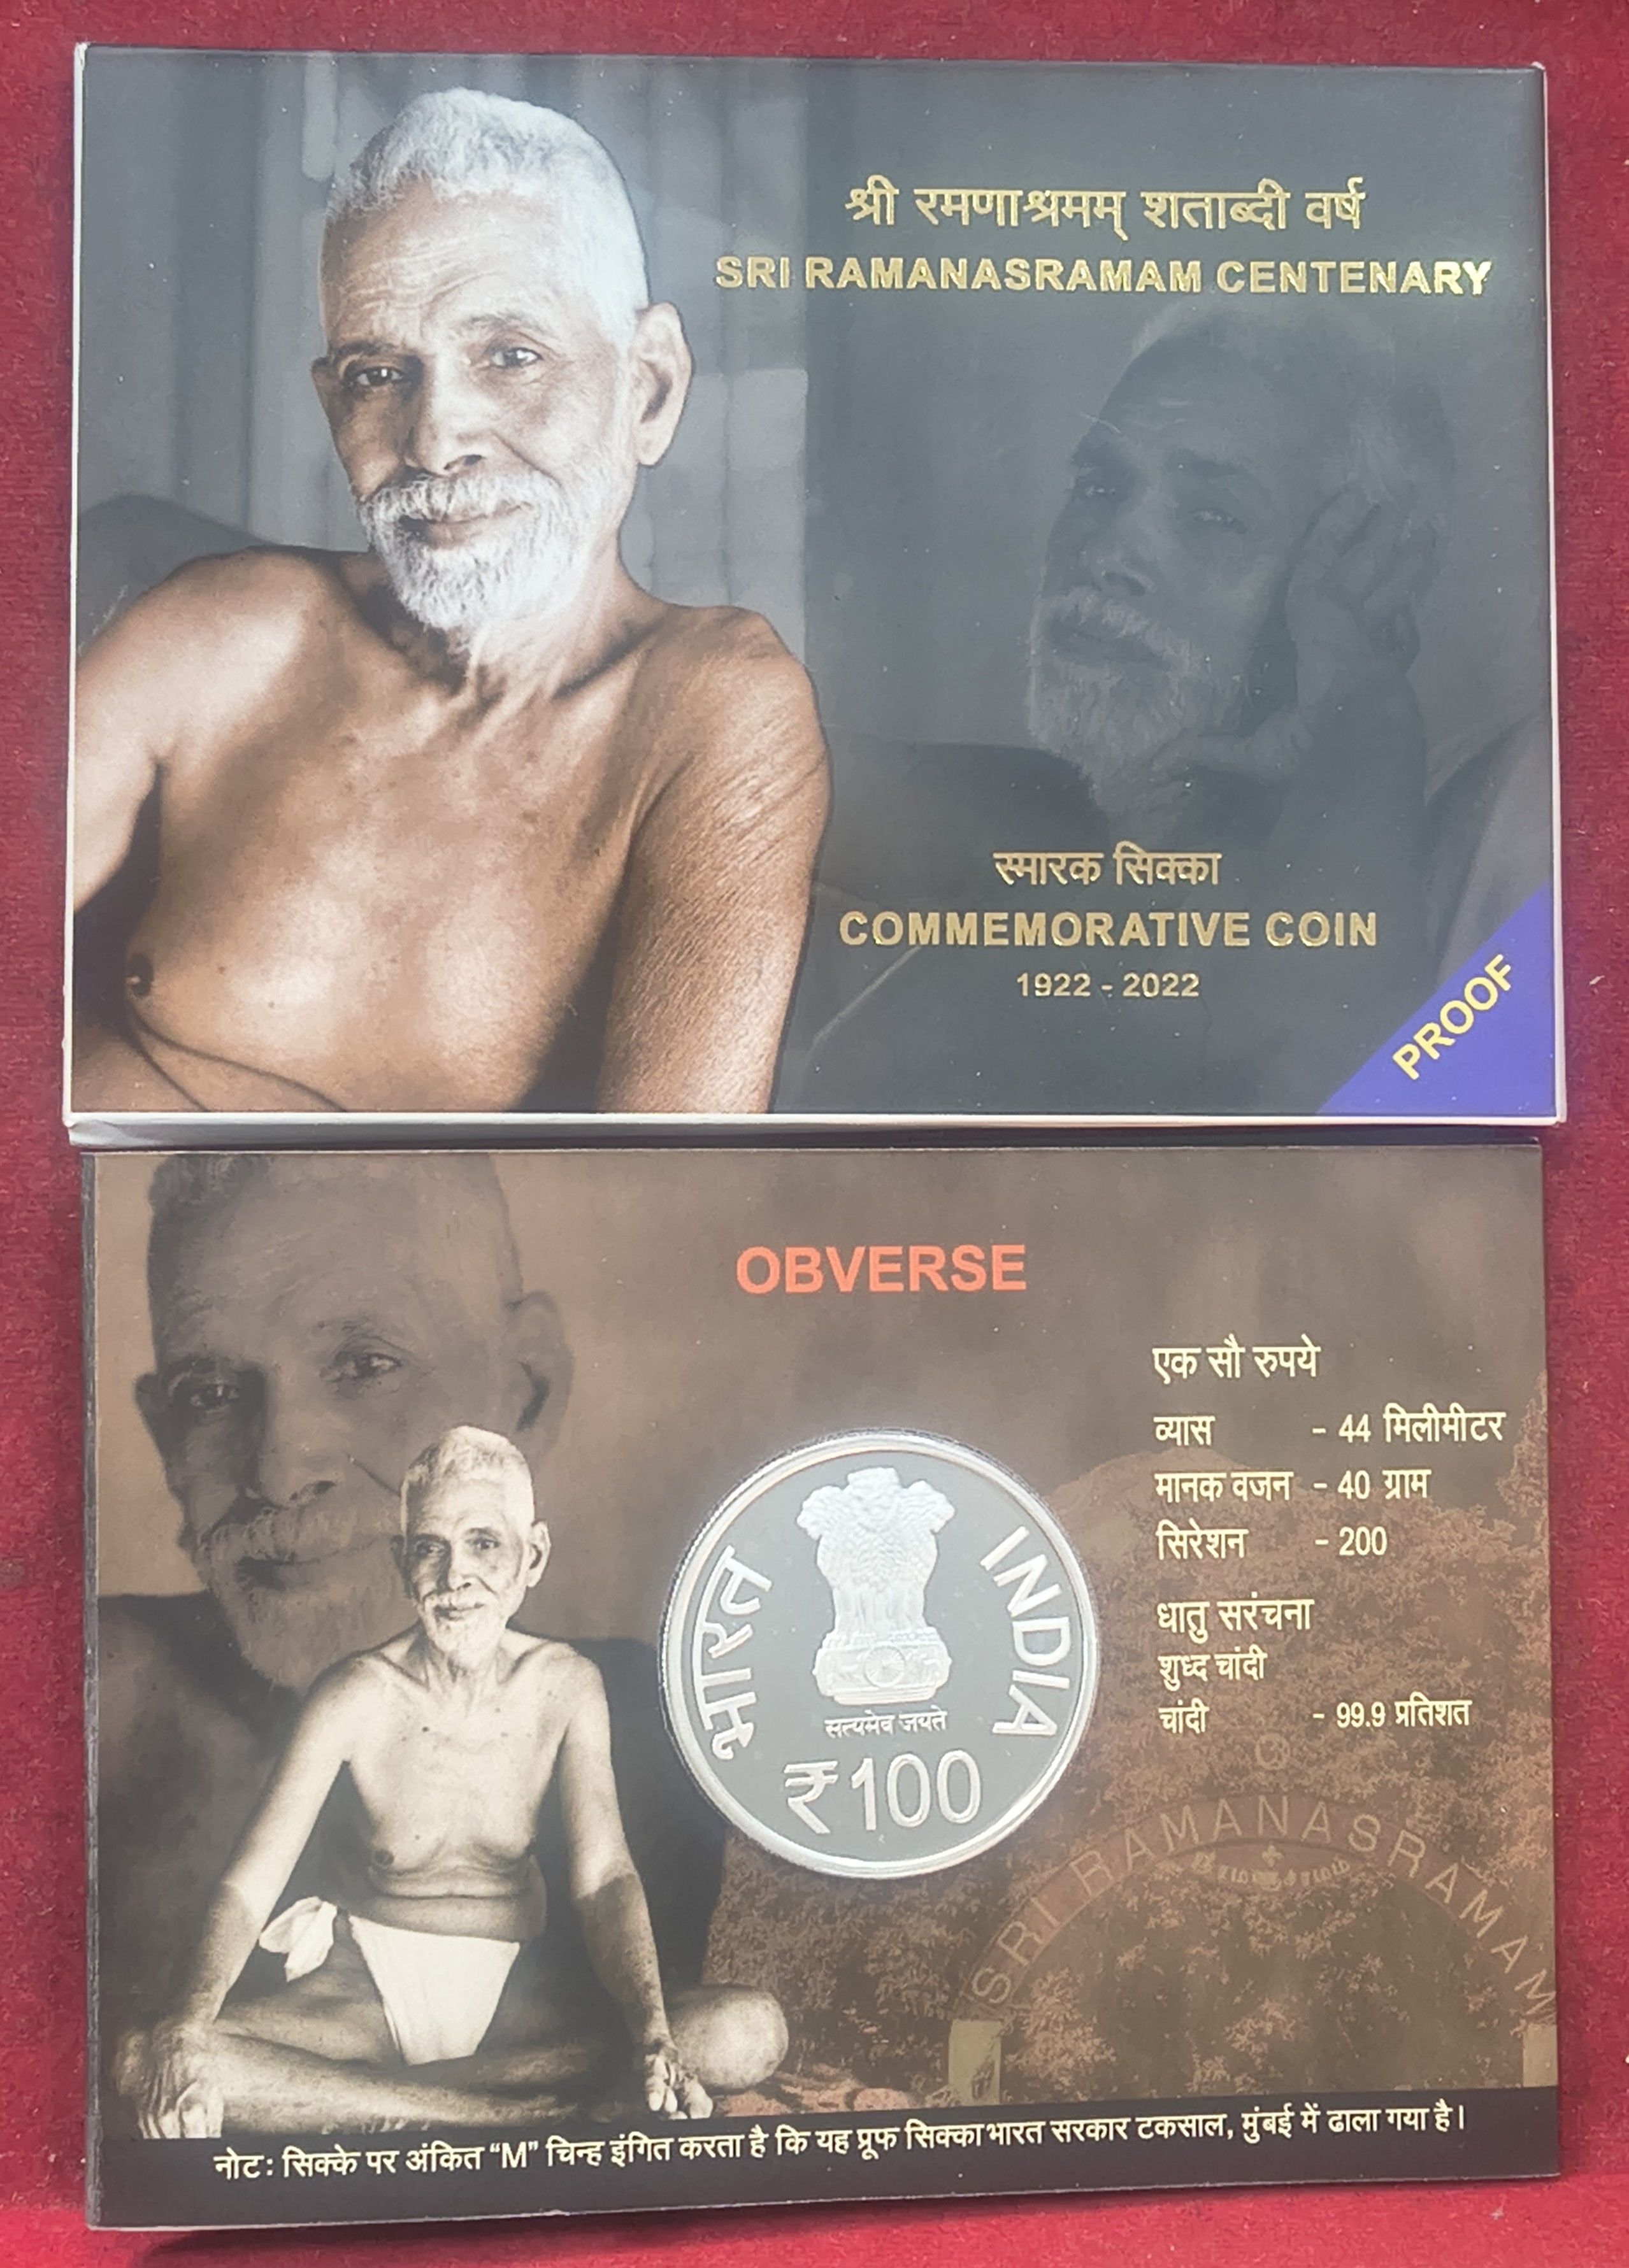 श्री रमणाश्रमम् शताब्दी वर्ष
SRI RAMANASRAMAM CENTENARY
स्मारक सिक्का
COMMEMORATIVE COIN
1922 - 2022
PROOF
OBVERSE
एक सौ रुपये
व्यास - 44 मिलीमीटर
मानक वजन - 40 ग्राम
सिरेशन - 200
धातु सरंचना
शुध्द चांदी
चांदी - 99.9 प्रतिशत
भारत
INDIA
सत्यमेव जयते
₹100
SRI RAMANASRAMAM
नोट: सिक्के पर अंकित “M” चिन्ह इंगित करता है कि यह प्रूफ सिक्का भारत सरकार टकसाल, मुंबई में ढाला गया है।